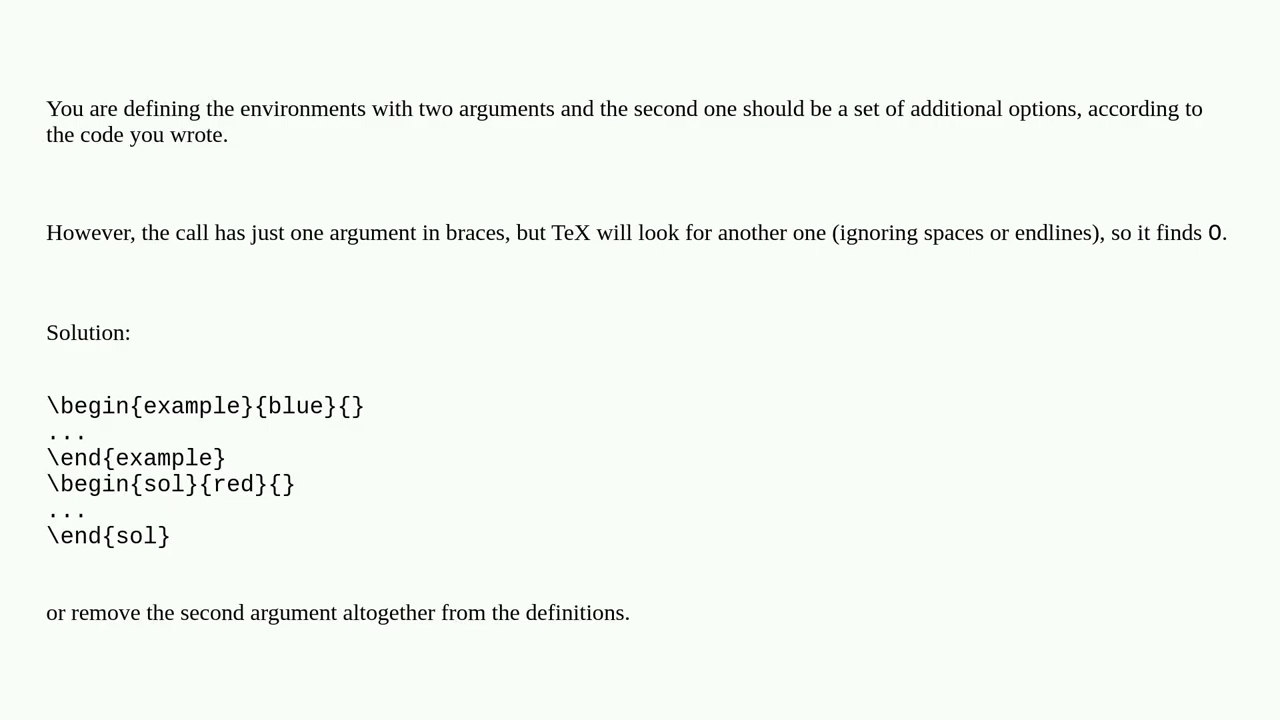 You are defining the environments with two arguments and the second one should be a set of additional options, according to
the code you wrote.
However, the call has just one argument in braces, but TeX will look for another one (ignoring spaces or endlines), so it finds O.
Solution:
\begin{example}{blue}{}
...
\end{example}
\begin{sol}{red}{}
...
\end{sol}
or remove the second argument altogether from the definitions.